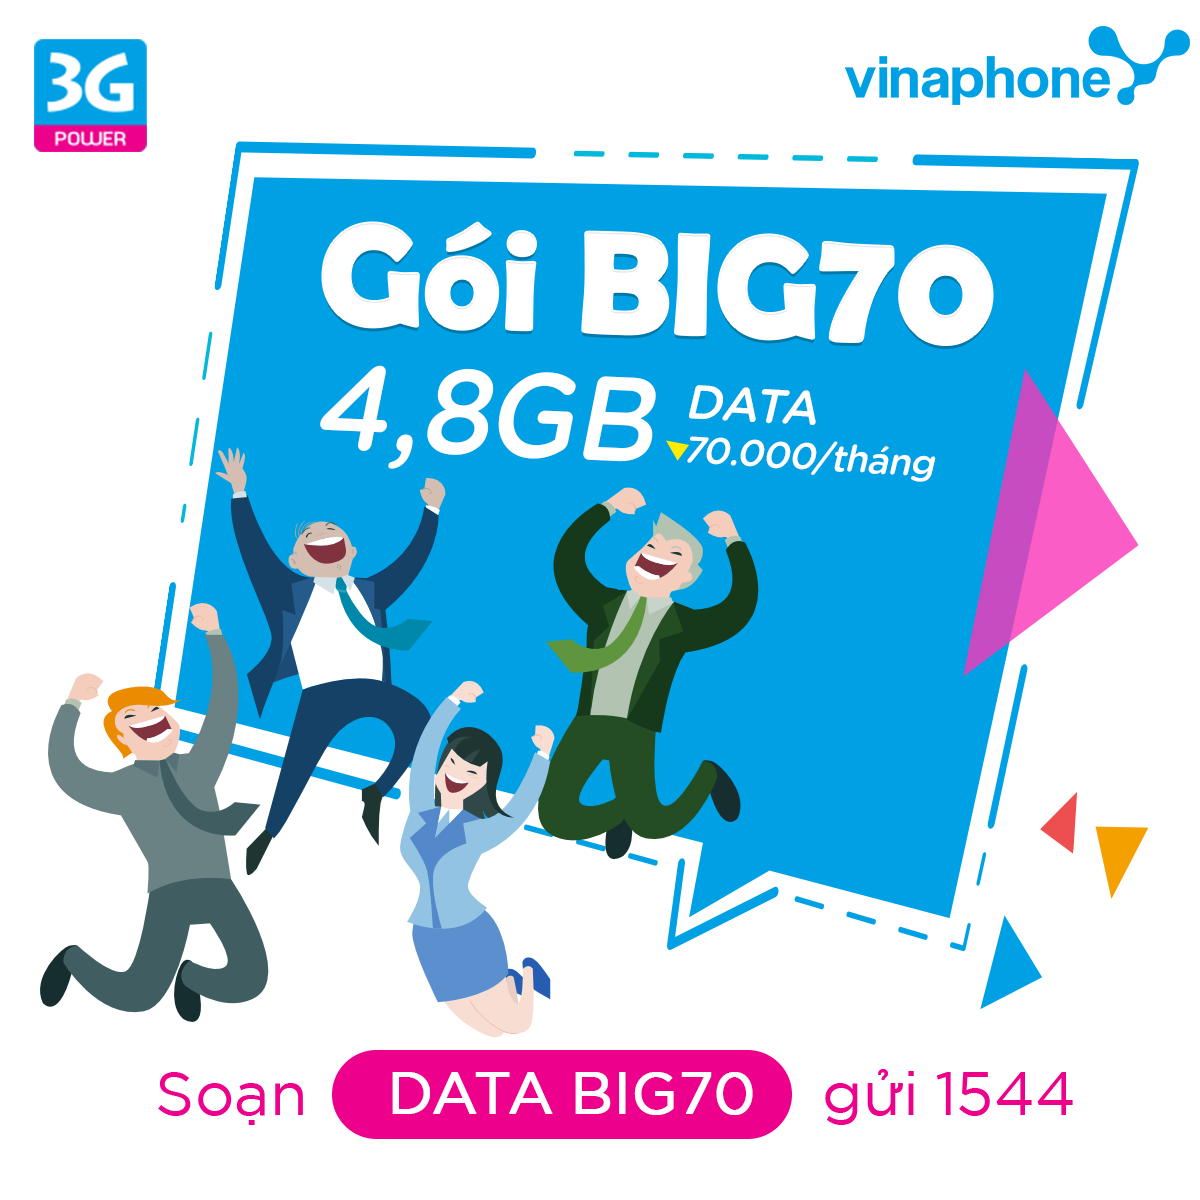 3G
POWER
vinaphone
Gói BIG70
4,8GB
DATA
70.000/tháng
Soạn DATA BIG70 gửi 1544